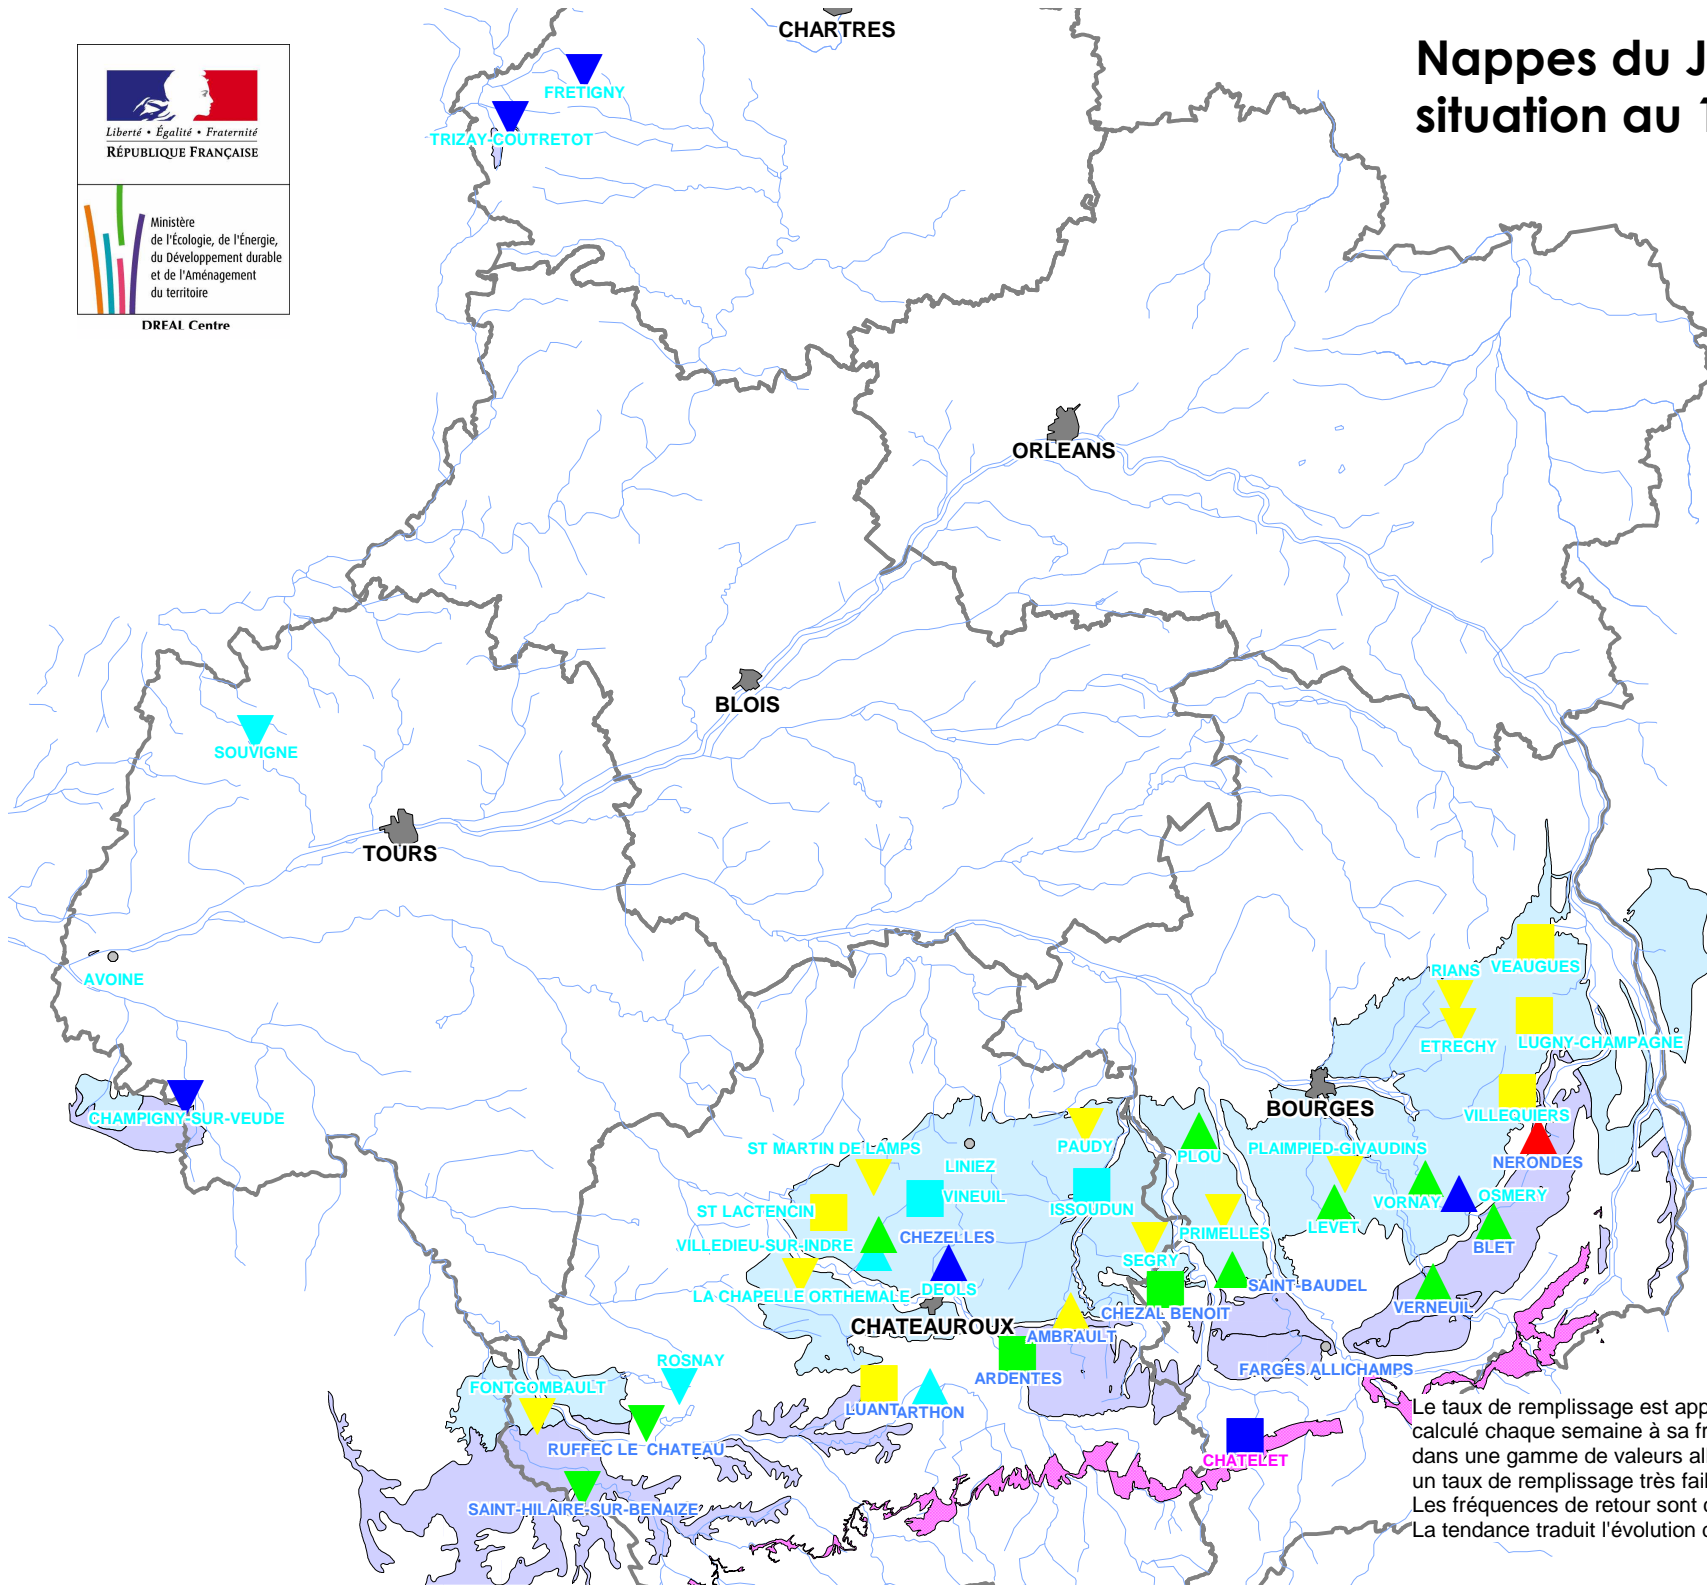 CHARTRES
Nappes du J
situation au 1
FRETIGNY
TRIZAY-COUTRETOT
Liberté • Égalité • Fraternité
RÉPUBLIQUE FRANÇAISE
Ministère
de l'Écologie, de l'Énergie,
du Développement durable
et de l'Aménagement
du territoire
DREAL Centre
ORLEANS
BLOIS
SOUVIGNE
TOURS
AVOINE
RIANS
VEAUGUES
ETRECHY
LUGNY-CHAMPAGNE
CHAMPIGNY-SUR-VEUDE
BOURGES
VILLEQUIERS
ST MARTIN DE LAMPS
PAUDY
PLOU
PLAIMPIED-GIVAUDINS
NERONDES
LINIEZ
VINEUIL
ISSOUDUN
VORNAY
OSMERY
ST LACTENCIN
PRIMELLES
LEVET
VILLEDIEU-SUR-INDRE
CHEZELLES
SEGRY
BLET
LA CHAPELLE ORTHEMALE
DEOLS
SAINT-BAUDEL
CHEZAL BENOIT
VERNEUIL
CHATEAUROUX
AMBRAULT
ROSNAY
ARDENTES
FARGES ALLICHAMPS
FONTGOMBAULT
LUANT
ARTHON
RUFFEC LE CHATEAU
CHATELET
SAINT-HILAIRE-SUR-BENAIZE
Le taux de remplissage est app
calculé chaque semaine à sa fr
dans une gamme de valeurs all
un taux de remplissage très fail
Les fréquences de retour sont c
La tendance traduit l'évolution d